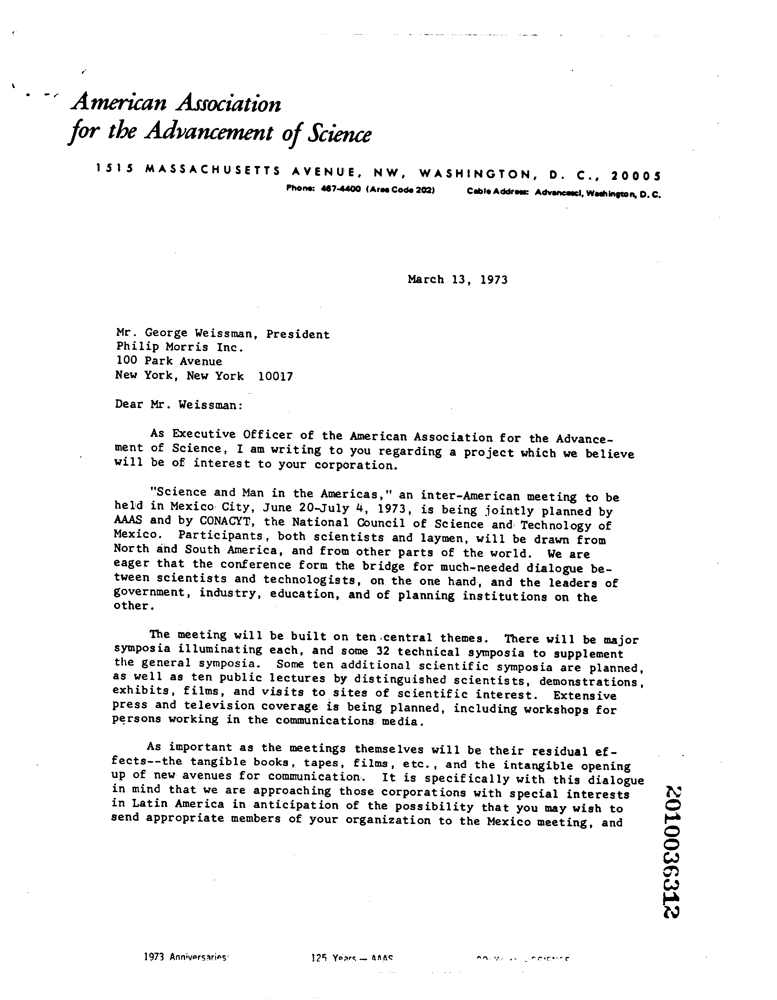 American Association
for the Advancement of Science
1515 MASSACHUSETTS AVENUE, NW, WASHINGTON, D. C., 20005
Phone: 467-4400 (Area Code 202) Cable Address: Advancesci, Washington, D. C.
March 13, 1973
Mr. George Weissman, President
Philip Morris Inc.
100 Park Avenue
New York, New York 10017
Dear Mr. Weissman:
As Executive Officer of the American Association for the Advance-
ment of Science, I am writing to you regarding a project which we believe
will be of interest to your corporation.
"Science and Man in the Americas," an inter-American meeting to be
held in Mexico City, June 20-July 4, 1973, is being jointly planned by
AAAS and by CONACYT, the National Council of Science and Technology of
Mexico. Participants, both scientists and laymen, will be drawn from
North and South America, and from other parts of the world. We are
eager that the conference form the bridge for much-needed dialogue be-
tween scientists and technologists, on the one hand, and the leaders of
government, industry, education, and of planning institutions on the
other.
The meeting will be built on ten central themes. There will be major
symposia illuminating each, and some 32 technical symposia to supplement
the general symposia. Some ten additional scientific symposia are planned,
as well as ten public lectures by distinguished scientists, demonstrations,
exhibits, films, and visits to sites of scientific interest. Extensive
press and television coverage is being planned, including workshops for
persons working in the communications media.
As important as the meetings themselves will be their residual ef-
fects--the tangible books, tapes, films, etc., and the intangible opening
up of new avenues for communication. It is specifically with this dialogue
in mind that we are approaching those corporations with special interests
in Latin America in anticipation of the possibility that you may wish to
send appropriate members of your organization to the Mexico meeting, and
2010036312
1973 Anniversaries: 125 Years — AAAS